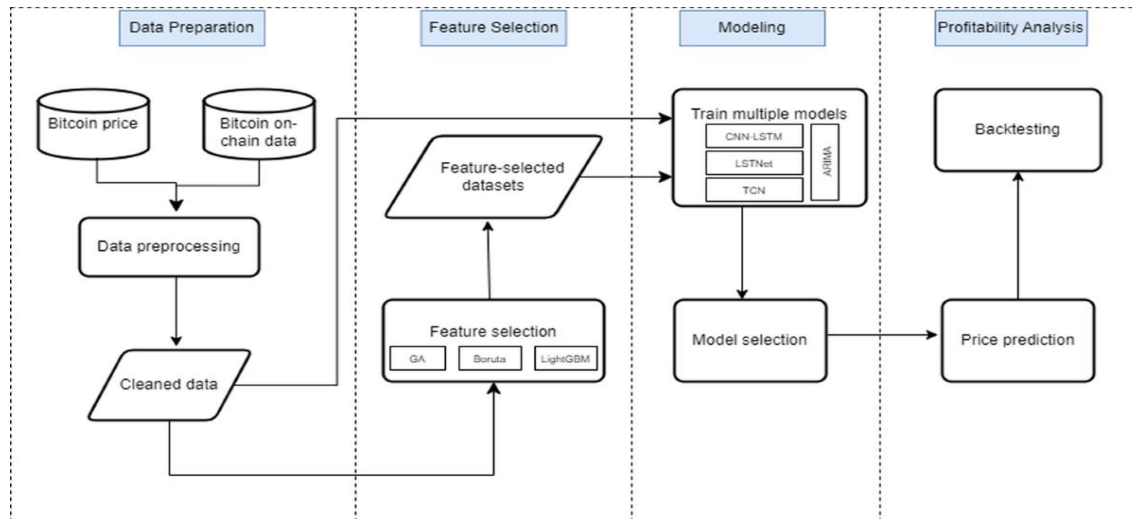 Data Preparation
Feature Selection
Modeling
Profitability Analysis
Bitcoin price
Bitcoin on-
chain data
Data preprocessing
Cleaned data
Feature-selected
datasets
Feature selection
GA
Boruta
LightGBM
Train multiple models
CNN-LSTM
LSTNet
TCN
ARIMA
Model selection
Backtesting
Price prediction